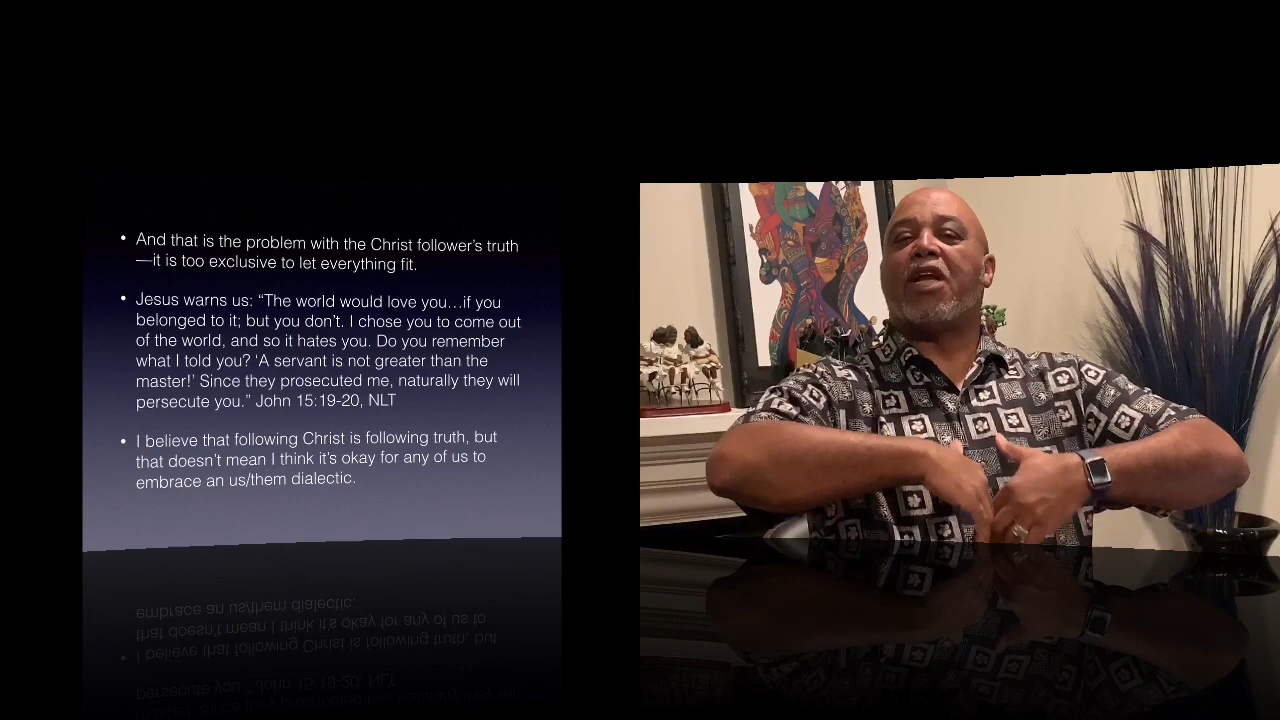 • And that is the problem with the Christ follower's truth
—it is too exclusive to let everything fit.
• Jesus warns us: “The world would love you…if you
belonged to it; but you don't. I chose you to come out
of the world, and so it hates you. Do you remember
what I told you? ‘A servant is not greater than the
master!’ Since they prosecuted me, naturally they will
persecute you.” John 15:19-20, NLT
• I believe that following Christ is following truth, but
that doesn't mean I think it's okay for any of us to
embrace an us/them dialectic.